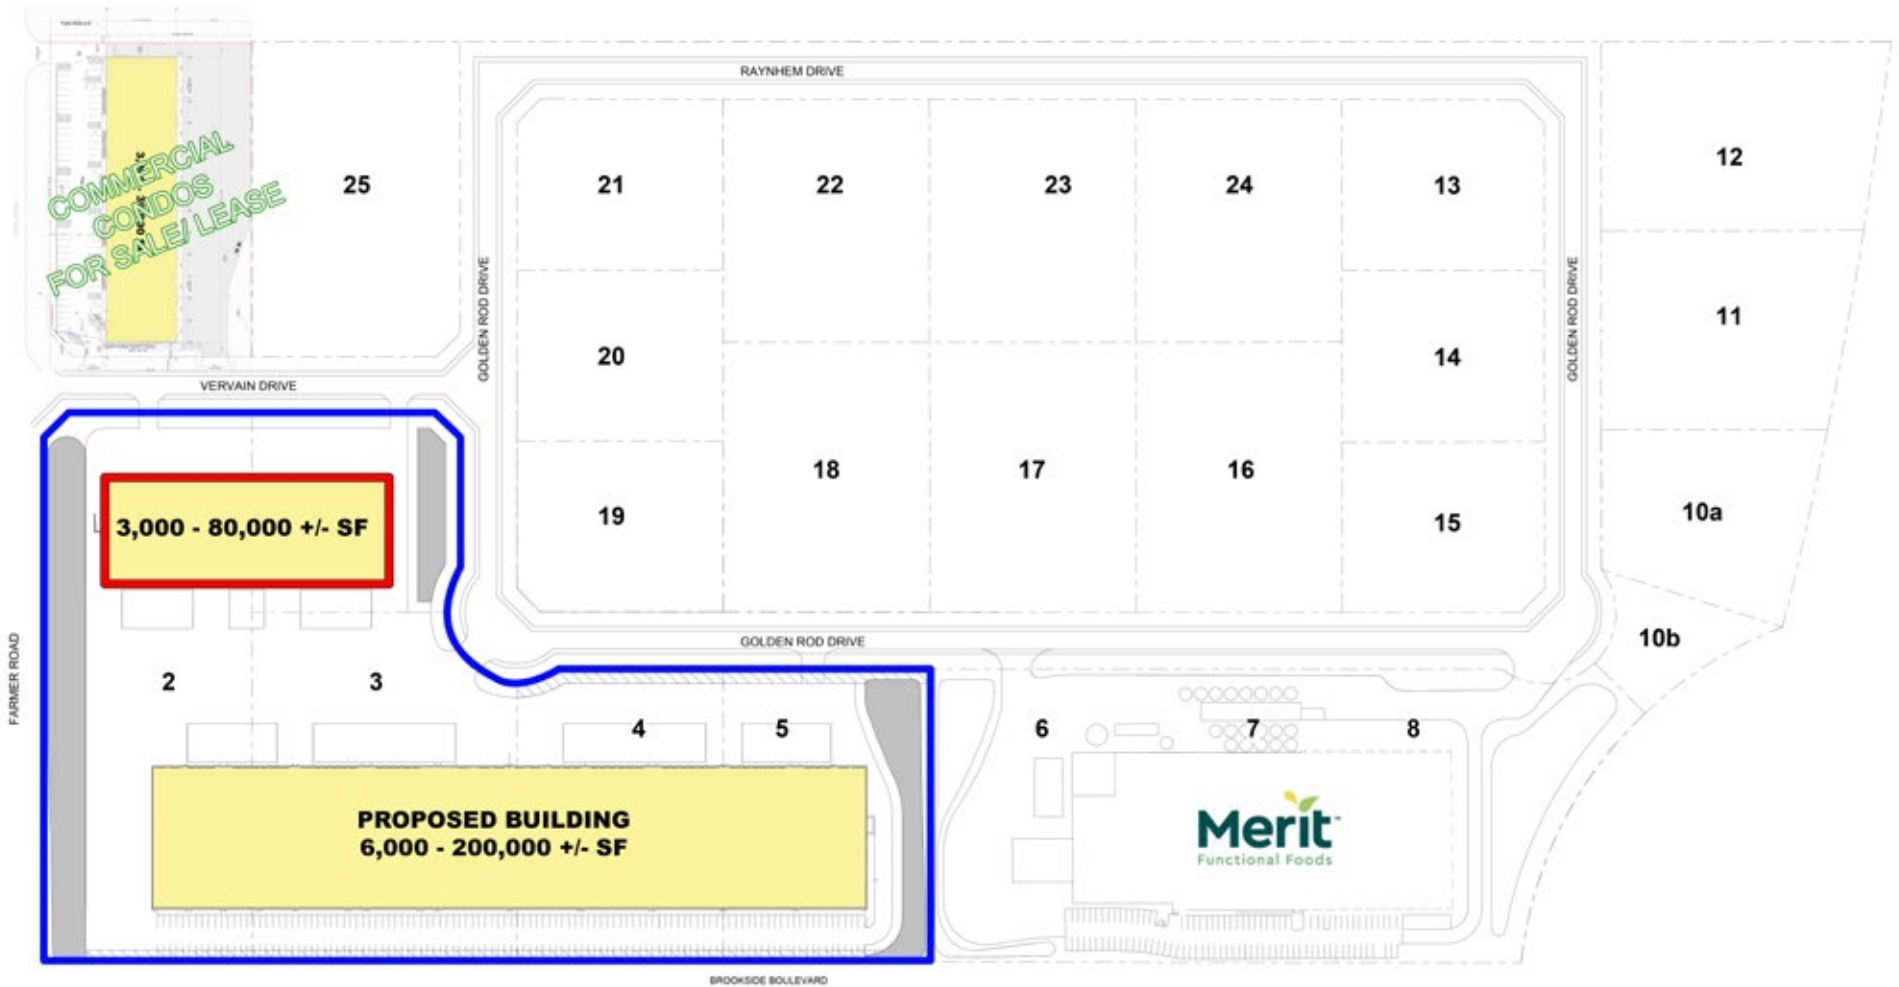 RAYNHEM DRIVE
COMMERCIAL
CONDOS
FOR SALE/ LEASE
25
21
22
23
24
13
12
GOLDEN ROD DRIVE
GOLDEN ROD DRIVE
11
20
14
VERVAIN DRIVE
18
17
16
19
15
10a
3,000 - 80,000 +/- SF
FARMER ROAD
GOLDEN ROD DRIVE
10b
2
3
4
5
6
7
8
PROPOSED BUILDING
6,000 - 200,000 +/- SF
Merit™
Functional Foods
BROOKSIDE BOULEVARD